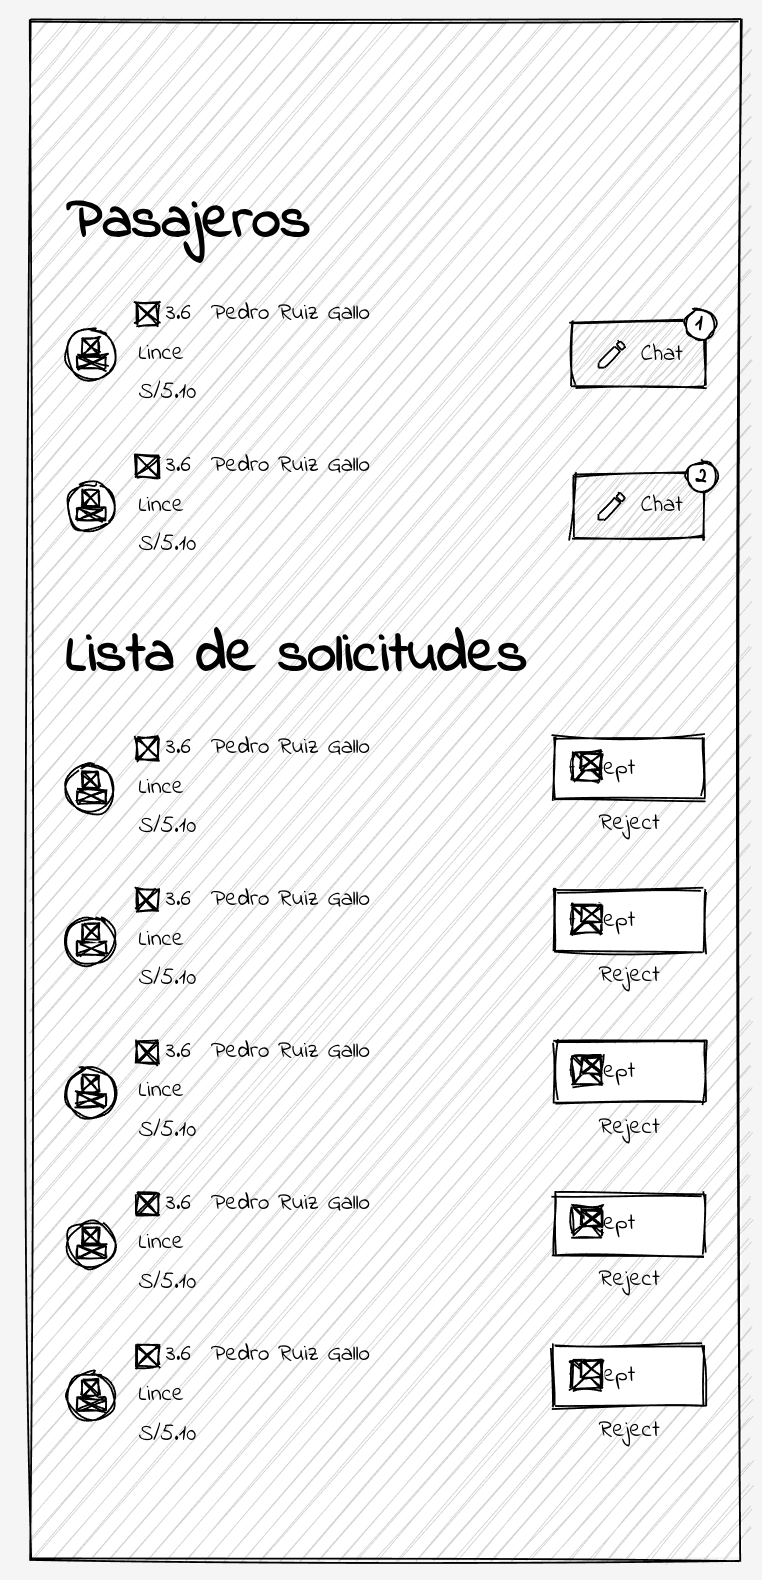 Pasajeros
3.6 Pedro Ruiz Gallo
1
Lince
Chat
S/5.10
3.6 Pedro Ruiz Gallo
2
Lince
Chat
S/5.10
Lista de solicitudes
3.6 Pedro Ruiz Gallo
ept
Lince
S/5.10
Reject
3.6 Pedro Ruiz Gallo
ept
Lince
S/5.10
Reject
3.6 Pedro Ruiz Gallo
ept
Lince
S/5.10
Reject
3.6 Pedro Ruiz Gallo
ept
Lince
S/5.10
Reject
3.6 Pedro Ruiz Gallo
ept
Lince
S/5.10
Reject